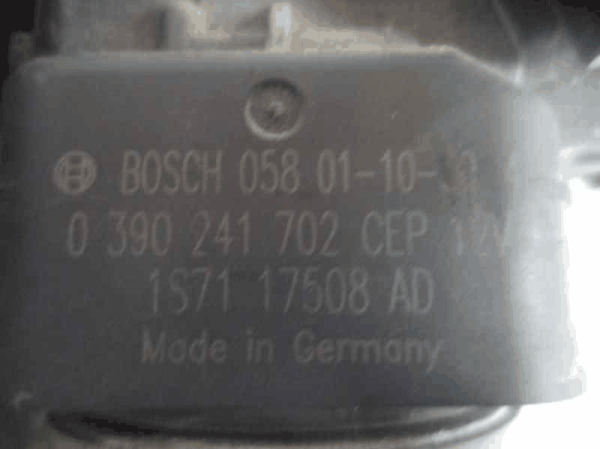 BOSCH 058 01-10-
0 390 241 702 CEP 12V
1S71 17508 AD
Made in Germany